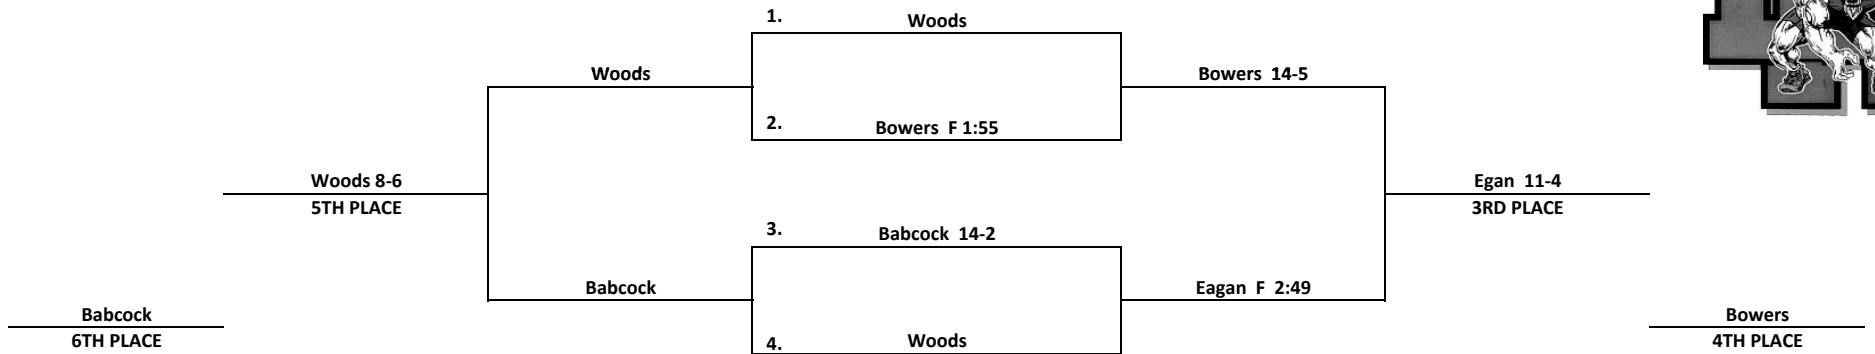 1. Woods
Woods
Bowers 14-5
2. Bowers F 1:55
Woods 8-6
5TH PLACE
Egan 11-4
3RD PLACE
3. Babcock 14-2
Babcock
Eagan F 2:49
Babcock
6TH PLACE
4. Woods
Bowers
4TH PLACE